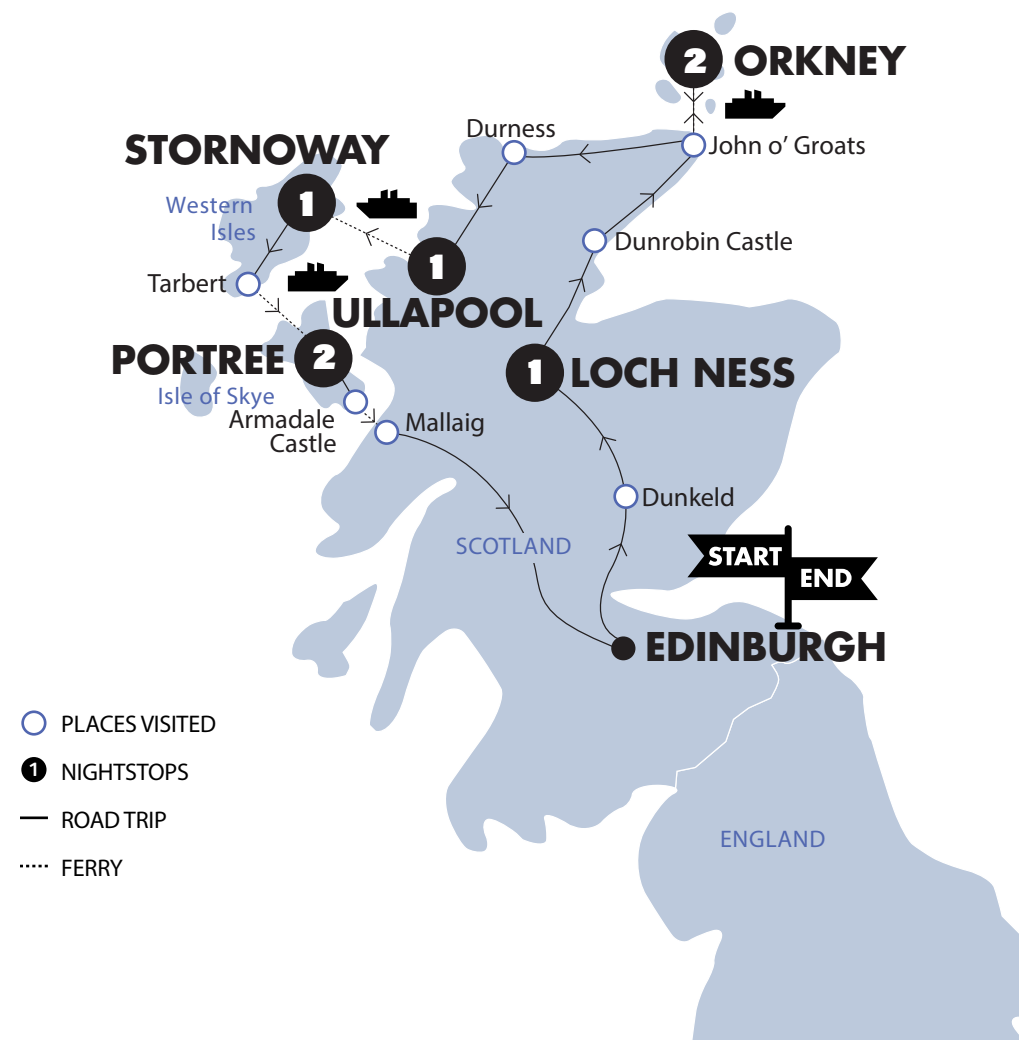 2 ORKNEY
Durness
John o’ Groats
STORNOWAY
1
Western
Isles
Dunrobin Castle
Tarbert
1
ULLAPOOL
PORTREE 2
Isle of Skye
1 LOCH NESS
Armadale
Castle
Mallaig
Dunkeld
SCOTLAND
START
END
EDINBURGH
PLACES VISITED
1 NIGHTSTOPS
ROAD TRIP
FERRY
ENGLAND